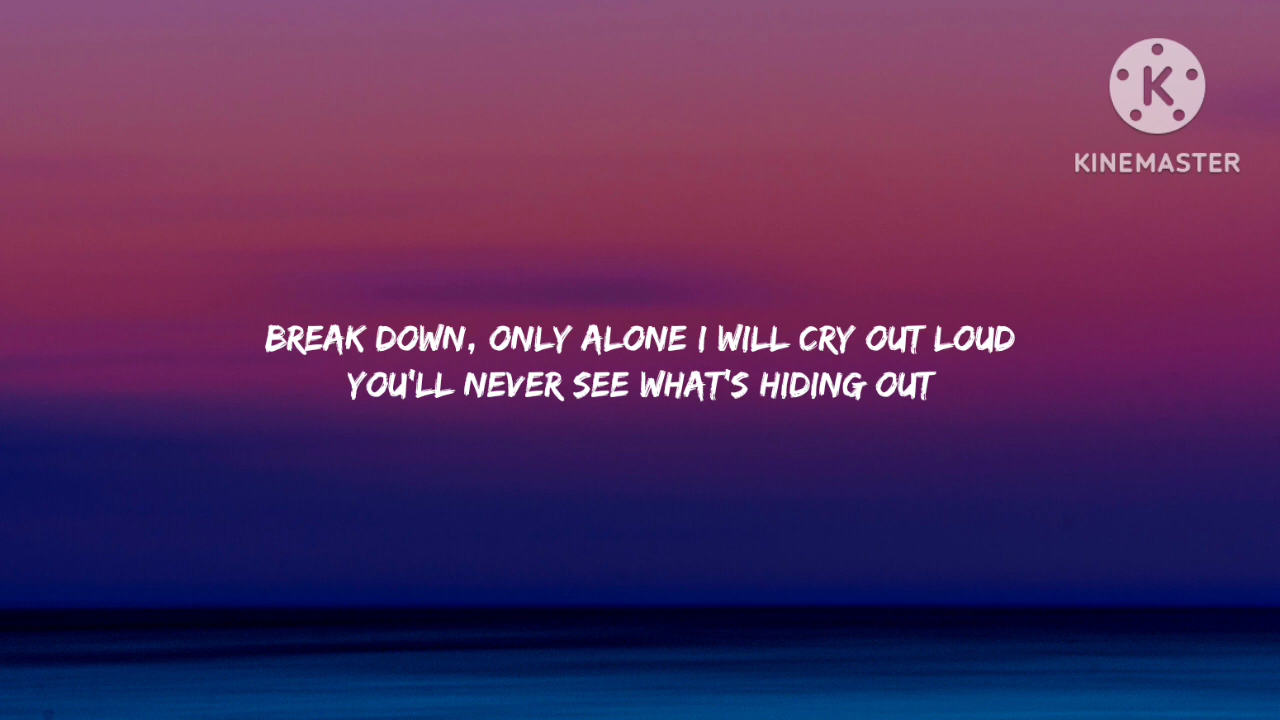 K
KINEMASTER
BREAK DOWN, ONLY ALONE I WILL CRY OUT LOUD
YOU'LL NEVER SEE WHAT'S HIDING OUT